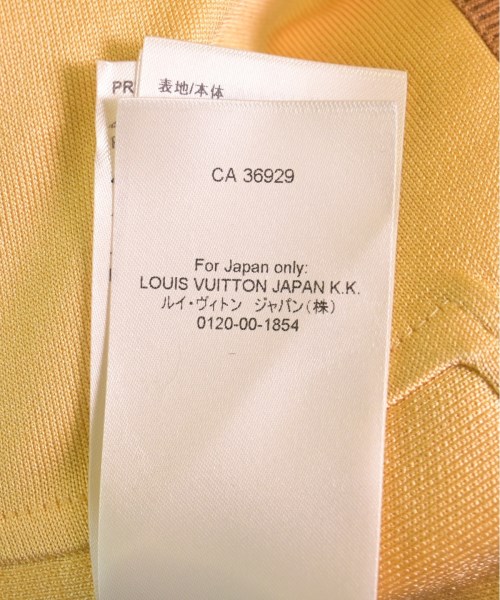 PR
表地/本体
CA 36929
For Japan only:
LOUIS VUITTON JAPAN K.K.
ルイ・ヴィトン ジャパン(株)
0120-00-1854